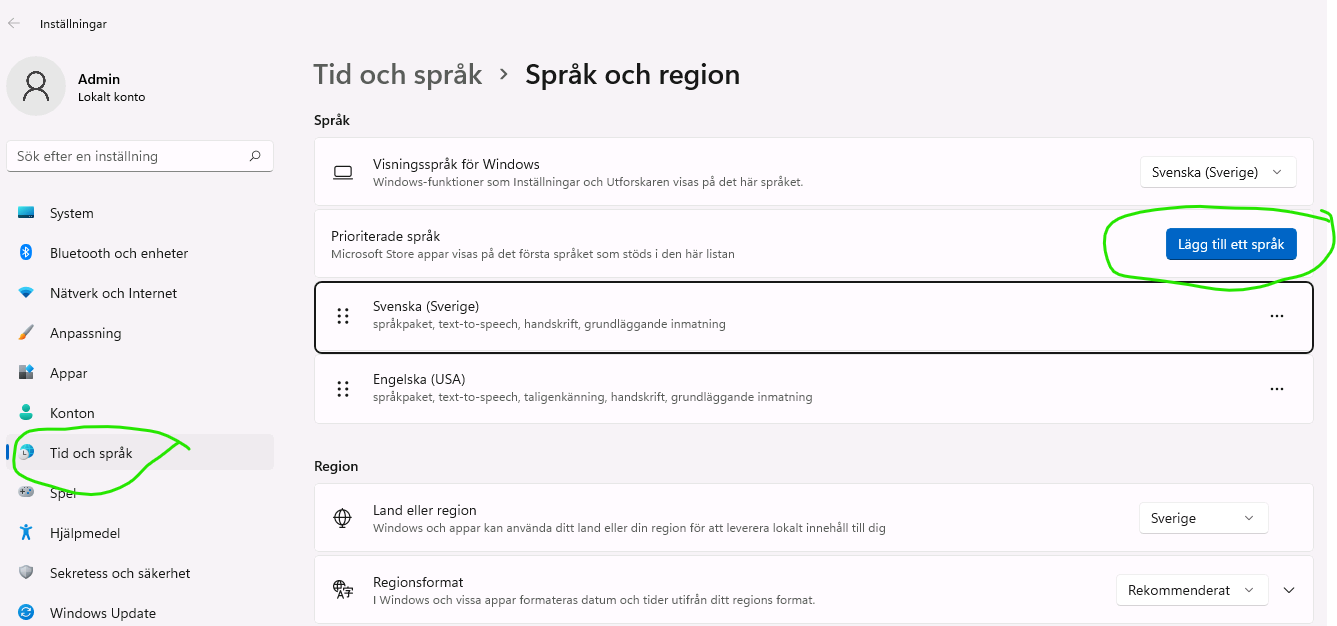 Inställningar
Admin
Lokalt konto
Sök efter en inställning
System
Bluetooth och enheter
Nätverk och Internet
Anpassning
Appar
Konton
Tid och språk
Spel
Hjälpmedel
Sekretess och säkerhet
Windows Update
Tid och språk › Språk och region
Språk
Visningsspråk för Windows
Windows-funktioner som Inställningar och Utforskaren visas på det här språket.
Svenska (Sverige)
Prioriterade språk
Microsoft Store appar visas på det första språket som stöds i den här listan
Lägg till ett språk
Svenska (Sverige)
språkpaket, text-to-speech, handskrift, grundläggande inmatning
Engelska (USA)
språkpaket, text-to-speech, taligenkänning, handskrift, grundläggande inmatning
Region
Land eller region
Windows och appar kan använda ditt land eller din region för att leverera lokalt innehåll till dig
Sverige
Regionsformat
I Windows och vissa appar formateras datum och tider utifrån ditt regions format.
Rekommenderat